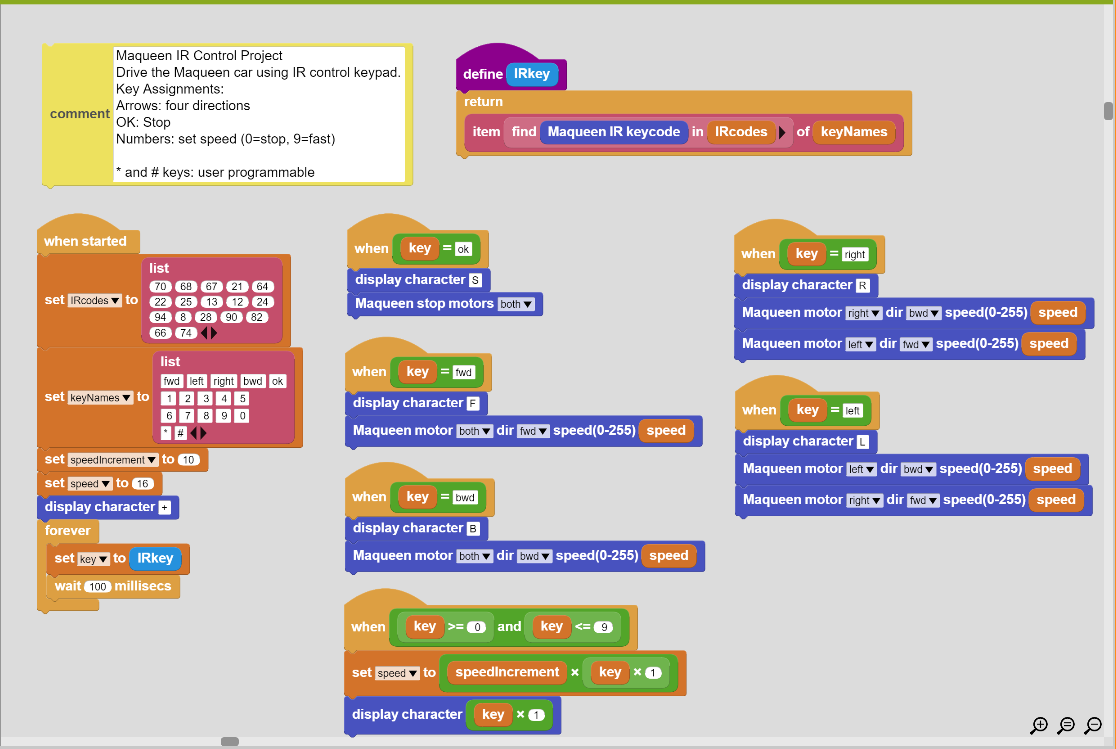 comment
Maqueen IR Control Project
Drive the Maqueen car using IR control keypad.
Key Assignments:
Arrows: four directions
OK: Stop
Numbers: set speed (0=stop, 9=fast)
* and # keys: user programmable
define IRkey
return
item find Maqueen IR keycode in IRcodes of keyNames
when started
set IRcodes to list
70 68 67 21 64
22 25 13 12 24
94 8 28 90 82
66 74
set keyNames to list
fwd left right bwd ok
1 2 3 4 5
6 7 8 9 0
* #
set speedIncrement to 10
set speed to 16
display character +
forever
set key to IRkey
wait 100 millisecs
when key = ok
display character S
Maqueen stop motors both
when key = fwd
display character F
Maqueen motor both dir fwd speed(0-255) speed
when key = bwd
display character B
Maqueen motor both dir bwd speed(0-255) speed
when key >= 0 and key <= 9
set speed to speedIncrement × key × 1
display character key × 1
when key = right
display character R
Maqueen motor right dir bwd speed(0-255) speed
Maqueen motor left dir fwd speed(0-255) speed
when key = left
display character L
Maqueen motor left dir bwd speed(0-255) speed
Maqueen motor right dir fwd speed(0-255) speed